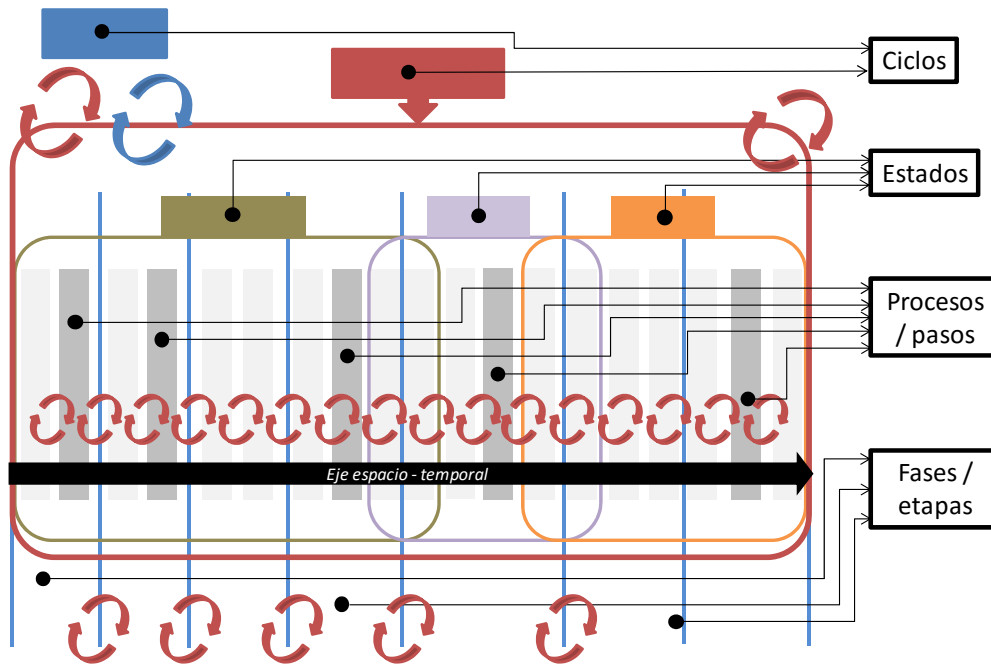 Ciclos
Estados
Procesos
/ pasos
Eje espacio - temporal
Fases /
etapas